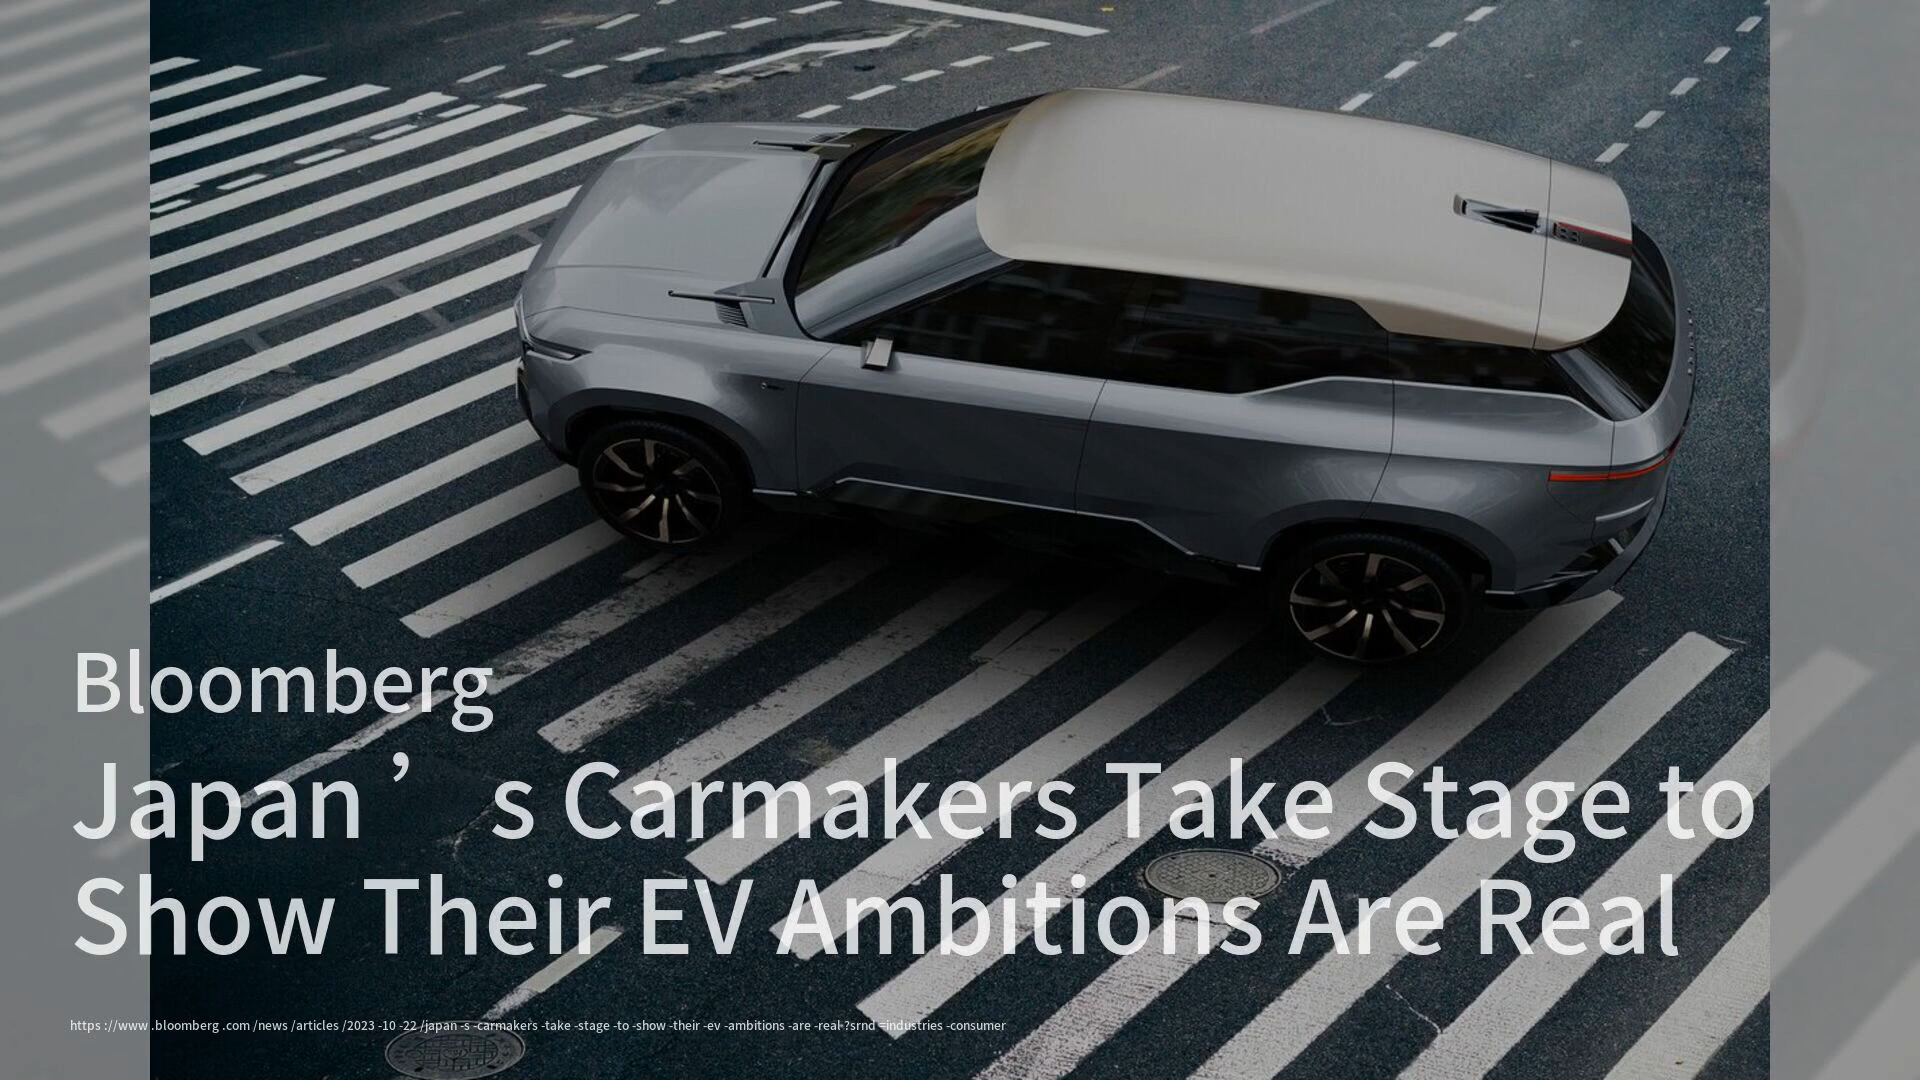 Bloomberg
Japan’s Carmakers Take Stage to
Show Their EV Ambitions Are Real
https://www.bloomberg.com/news/articles/2023-10-22/japan-s-carmakers-take-stage-to-show-their-ev-ambitions-are-real-?srnd=industries-consumer